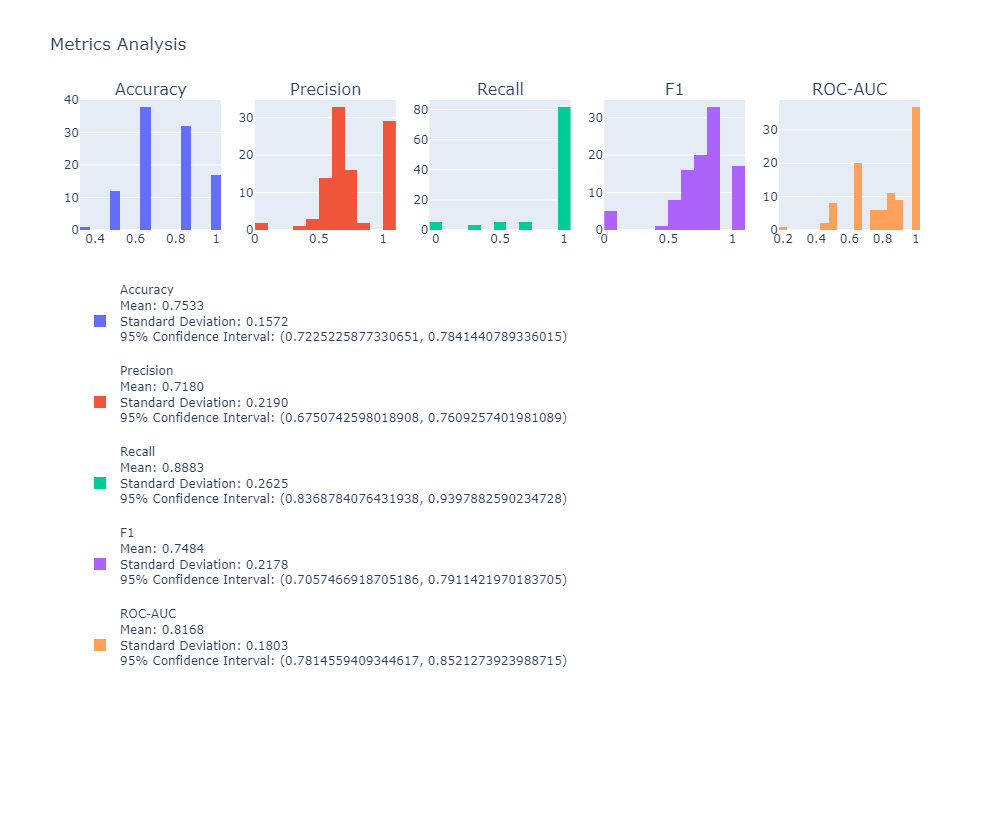 Metrics Analysis
Accuracy Precision Recall F1 ROC-AUC
40
30
20
10
0
0.4 0.6 0.8 1
30
20
10
0
0 0.5 1
80
60
40
20
0
0 0.5 1
30
20
10
0
0 0.5 1
30
20
10
0
0.2 0.4 0.6 0.8 1
Accuracy
Mean: 0.7533
Standard Deviation: 0.1572
95% Confidence Interval: (0.7225225877330651, 0.7841440789336015)
Precision
Mean: 0.7180
Standard Deviation: 0.2190
95% Confidence Interval: (0.6750742598018908, 0.7609257401981089)
Recall
Mean: 0.8883
Standard Deviation: 0.2625
95% Confidence Interval: (0.8368784076431938, 0.9397882590234728)
F1
Mean: 0.7484
Standard Deviation: 0.2178
95% Confidence Interval: (0.7057466918705186, 0.7911421970183705)
ROC-AUC
Mean: 0.8168
Standard Deviation: 0.1803
95% Confidence Interval: (0.7814559409344617, 0.8521273923988715)